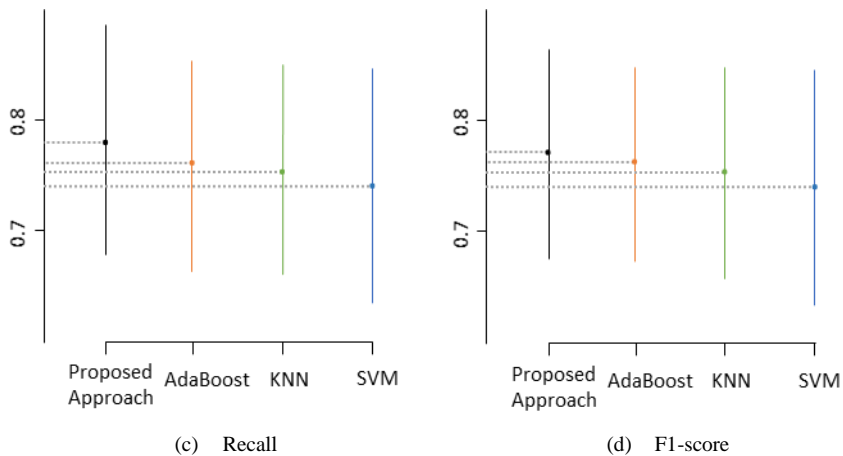 0.8
0.7
Proposed Approach
AdaBoost
KNN
SVM
(c) Recall
0.8
0.7
Proposed Approach
AdaBoost
KNN
SVM
(d) F1-score